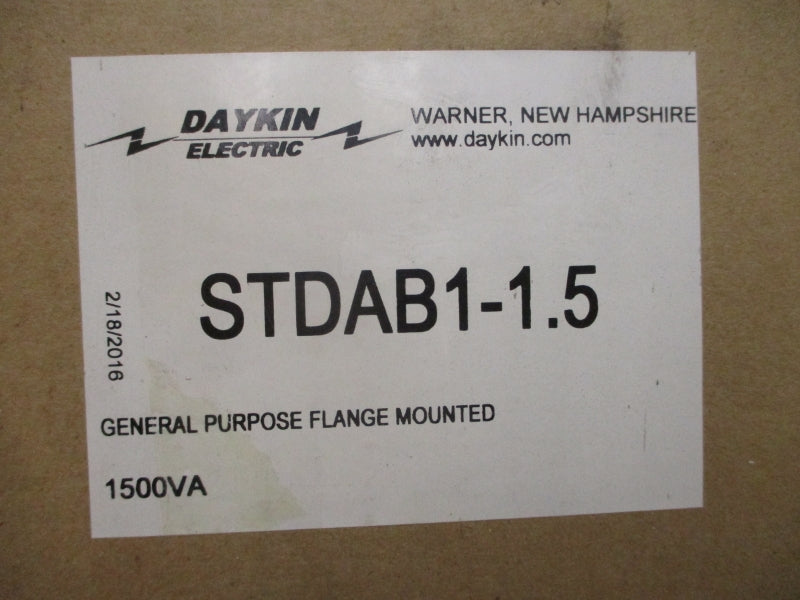 DAYKIN
ELECTRIC
WARNER, NEW HAMPSHIRE
www.daykin.com
STDAB1-1.5
2/18/2016
GENERAL PURPOSE FLANGE MOUNTED
1500VA